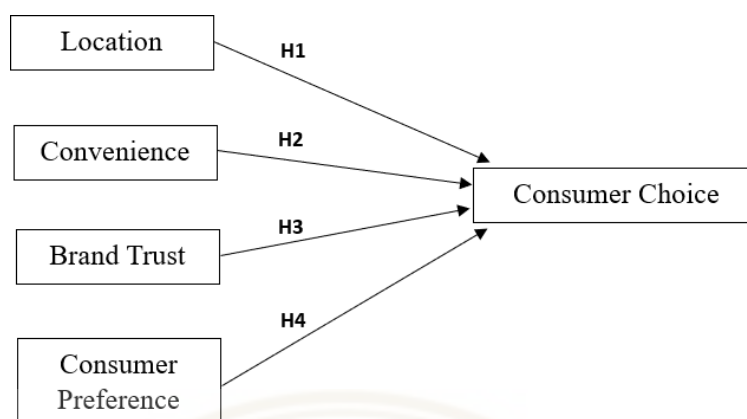 Location
H1
Convenience
H2
Consumer Choice
Brand Trust
H3
H4
Consumer
Preference